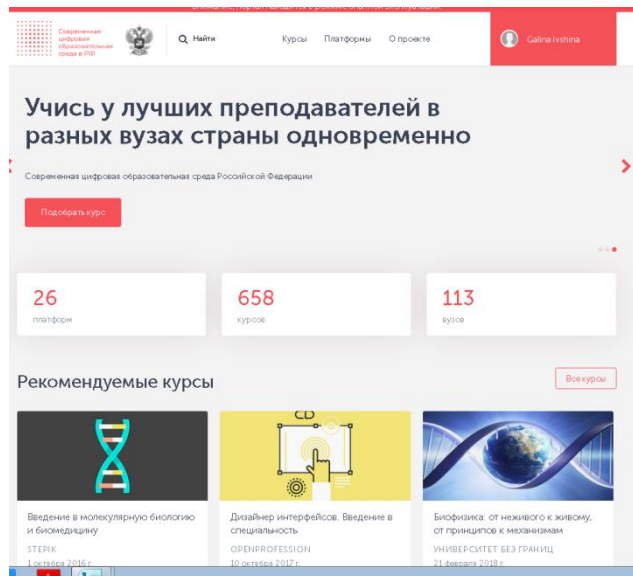 Современная
цифровая
образовательная
среда в РФ
Найти
Курсы
Платформы
О проекте
Galina Ivshina
Учись у лучших преподавателей в
разных вузах страны одновременно
Современная цифровая образовательная среда Российской Федерации
Подобрать курс
26
платформ
658
курсов
113
вузов
Рекомендуемые курсы
Все курсы
CD
Введение в молекулярную биологию
и биомедицину
STEPIK
1 октября 2016 г.
Дизайнер интерфейсов. Введение в
специальность
OPENPROFESSION
10 октября 2017 г.
Биофизика: от неживого к живому,
от принципов к механизмам
УНИВЕРСИТЕТ БЕЗ ГРАНИЦ
21 февраля 2018 г.